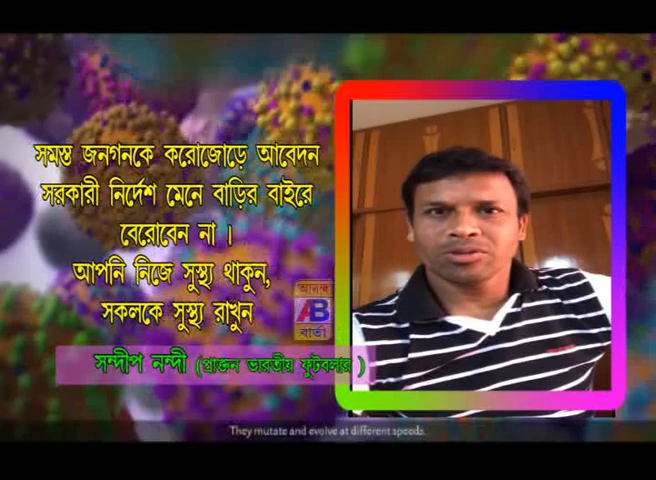 সমস্ত জনগনকে করোজোড়ে আবেদন
সরকারী নির্দেশ মেনে বাড়ির বাইরে
বেরোবেন না ।
আপনি নিজে সুস্থ্য থাকুন,
সকলকে সুস্থ্য রাখুন
আনন্দ
AB
বার্তা
সন্দীপ নন্দী (প্রাক্তন ভারতীয় ফুটবলার )
They mutate and evolve at different speeds.